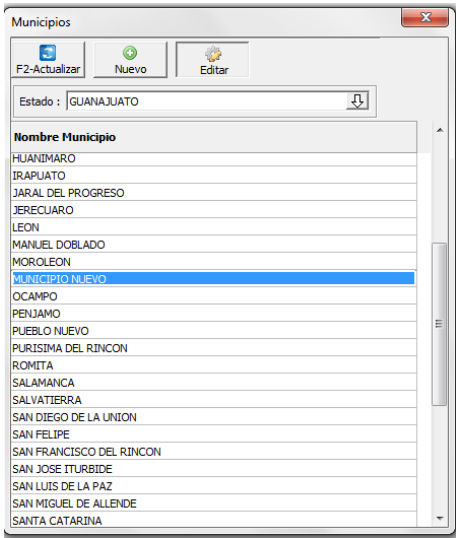 Municipios
F2-Actualizar Nuevo Editar
Estado : GUANAJUATO
Nombre Municipio
HUANIMARO
IRAPUATO
JARAL DEL PROGRESO
JERECUARO
LEON
MANUEL DOBLADO
MOROLEON
MUNICIPIO NUEVO
OCAMPO
PENJAMO
PUEBLO NUEVO
PURISIMA DEL RINCON
ROMITA
SALAMANCA
SALVATIERRA
SAN DIEGO DE LA UNION
SAN FELIPE
SAN FRANCISCO DEL RINCON
SAN JOSE ITURBIDE
SAN LUIS DE LA PAZ
SAN MIGUEL DE ALLENDE
SANTA CATARINA